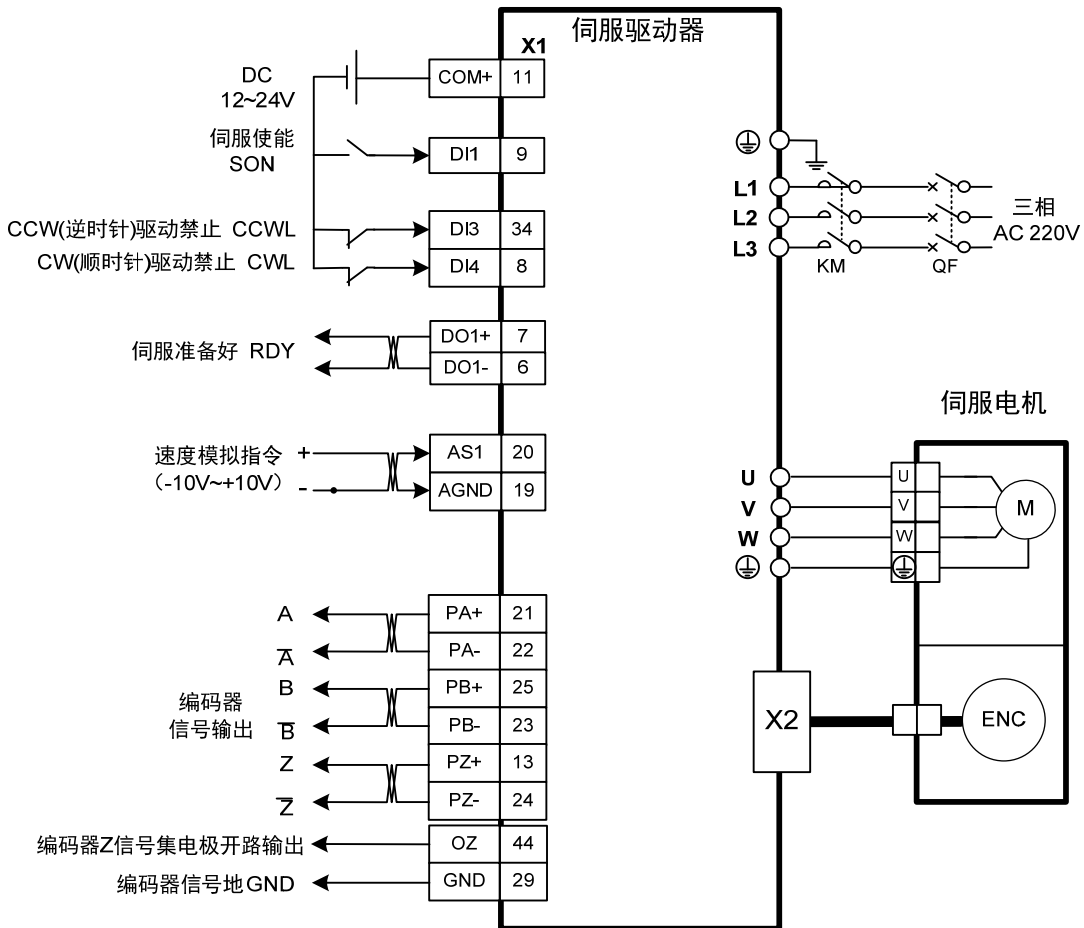 伺服驱动器
X1
DC
12~24V
COM+ 11
伺服使能
SON
DI1 9
CCW(逆时针)驱动禁止 CCWL
DI3 34
CW(顺时针)驱动禁止 CWL
DI4 8
伺服准备好 RDY
DO1+ 7
DO1- 6
速度模拟指令 +
(-10V~+10V) -
AS1 20
AGND 19
A
PA+ 21
A̅
PA- 22
编码器
信号输出
B
PB+ 25
B̅
PB- 23
Z
PZ+ 13
Z̅
PZ- 24
编码器Z信号集电极开路输出
OZ 44
编码器信号地GND
GND 29
L1
L2
L3
KM
QF
三相
AC 220V
伺服电机
U
V
W
U
V
W
M
X2
ENC